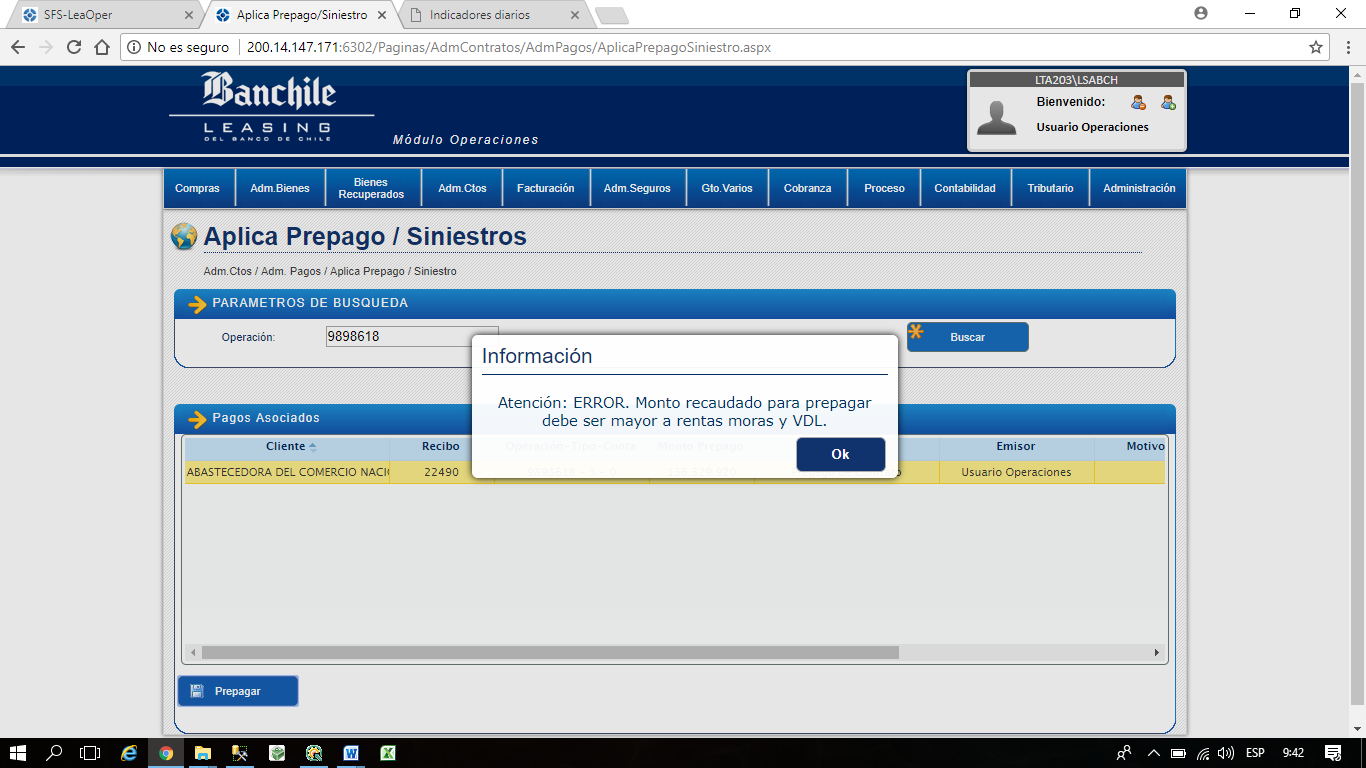 SFS-LeaOper
Aplica Prepago/Siniestro
Indicadores diarios
No es seguro
200.14.147.171:6302/Paginas/AdmContratos/AdmPagos/AplicaPrepagoSiniestro.aspx
Banchile
LEASING
DEL BANCO DE CHILE
Módulo Operaciones
LTA203\LSABCH
Bienvenido:
Usuario Operaciones
Compras
Adm.Bienes
Bienes
Recuperados
Adm.Ctos
Facturación
Adm.Seguros
Gto.Varios
Cobranza
Proceso
Contabilidad
Tributario
Administración
Aplica Prepago / Siniestros
Adm.Ctos / Adm. Pagos / Aplica Prepago / Siniestro
PARAMETROS DE BUSQUEDA
Operación:
9898618
Buscar
Información
Atención: ERROR. Monto recaudado para prepagar
debe ser mayor a rentas moras y VDL.
Ok
Pagos Asociados
Cliente
Recibo
Operación-Tipo-Cuota
Monto Prepago
Emisor
Motivo
ABASTECEDORA DEL COMERCIO NACI
22490
Usuario Operaciones
Prepagar
ESP
9:42